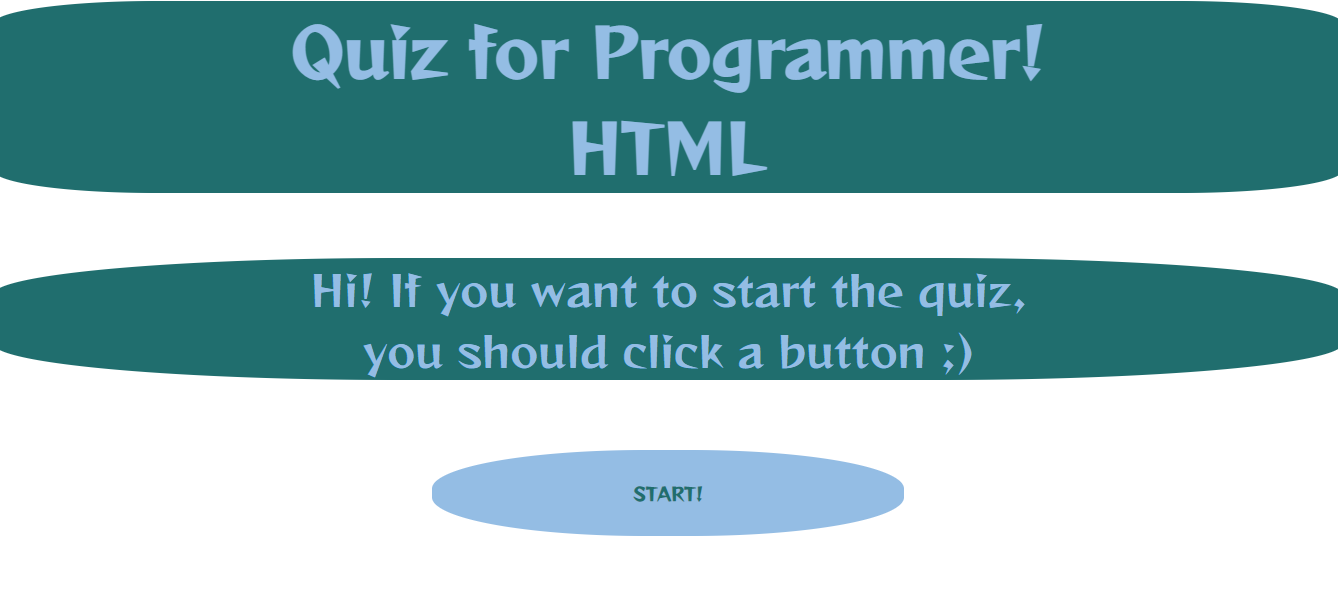 Quiz for Programmer!
HTML
Hi! If you want to start the quiz,
you should click a button ;)
START!